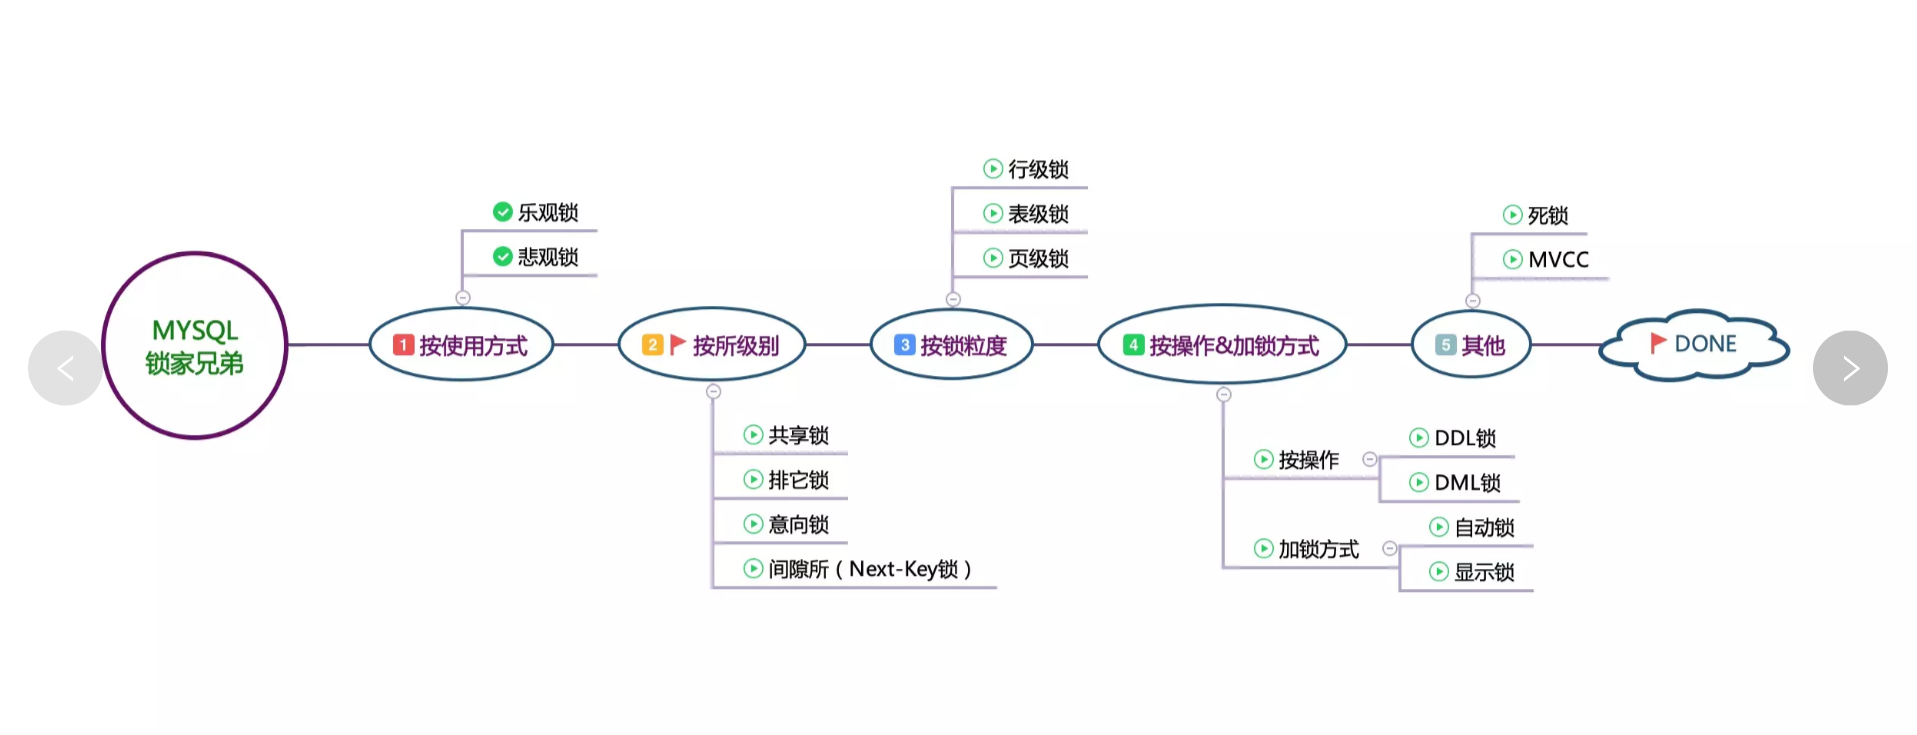 MYSQL
锁家兄弟
1 按使用方式
乐观锁
悲观锁
2 按所级别
共享锁
排它锁
意向锁
间隙所（Next-Key锁）
3 按锁粒度
行级锁
表级锁
页级锁
4 按操作&加锁方式
按操作
DDL锁
DML锁
加锁方式
自动锁
显示锁
5 其他
死锁
MVCC
DONE